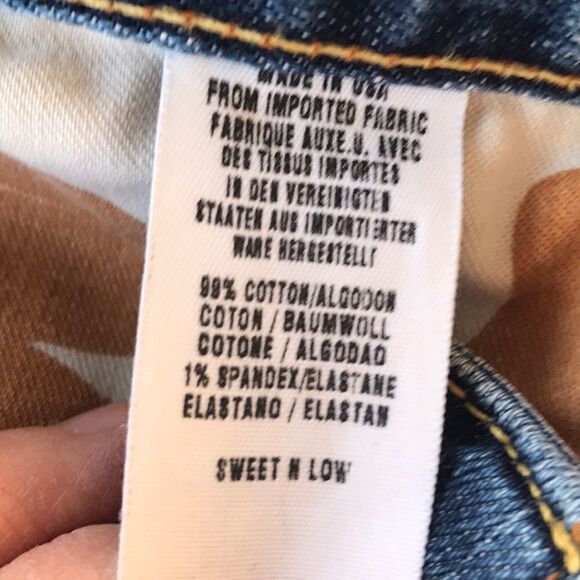 MADE IN USA
FROM IMPORTED FABRIC
FABRIQUE AUXE.U. AVEC
DES TISSUS IMPORTES
IN DEN VEREINIGTEN
STAATEN AUS IMPORTIERTER
WARE HERGESTELLT
99% COTTON/ALGODON
COTON / BAUMWOLL
COTONE / ALGODAO
1% SPANDEX/ELASTANE
ELASTANO / ELASTAN
SWEET N LOW